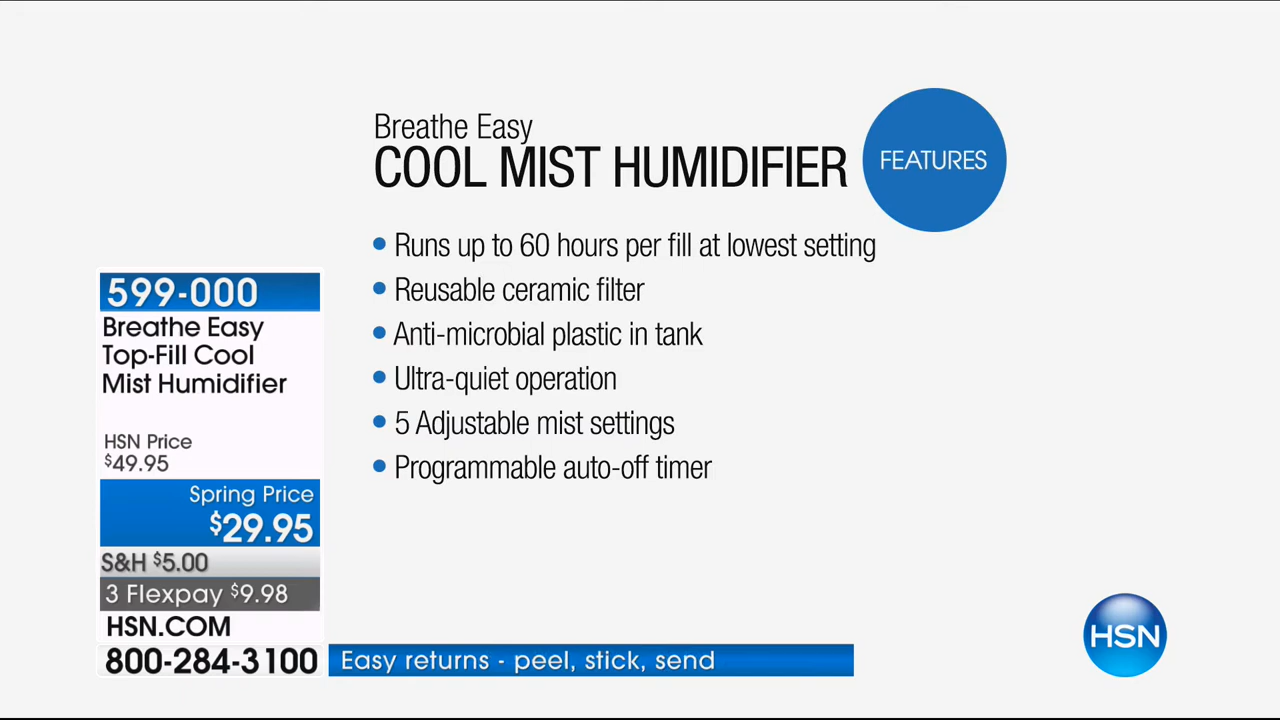 Breathe Easy
COOL MIST HUMIDIFIER
FEATURES
• Runs up to 60 hours per fill at lowest setting
• Reusable ceramic filter
• Anti-microbial plastic in tank
• Ultra-quiet operation
• 5 Adjustable mist settings
• Programmable auto-off timer
599-000
Breathe Easy
Top-Fill Cool
Mist Humidifier
HSN Price
$49.95
Spring Price
$29.95
S&H $5.00
3 Flexpay $9.98
HSN.COM
800-284-3100
Easy returns - peel, stick, send
HSN